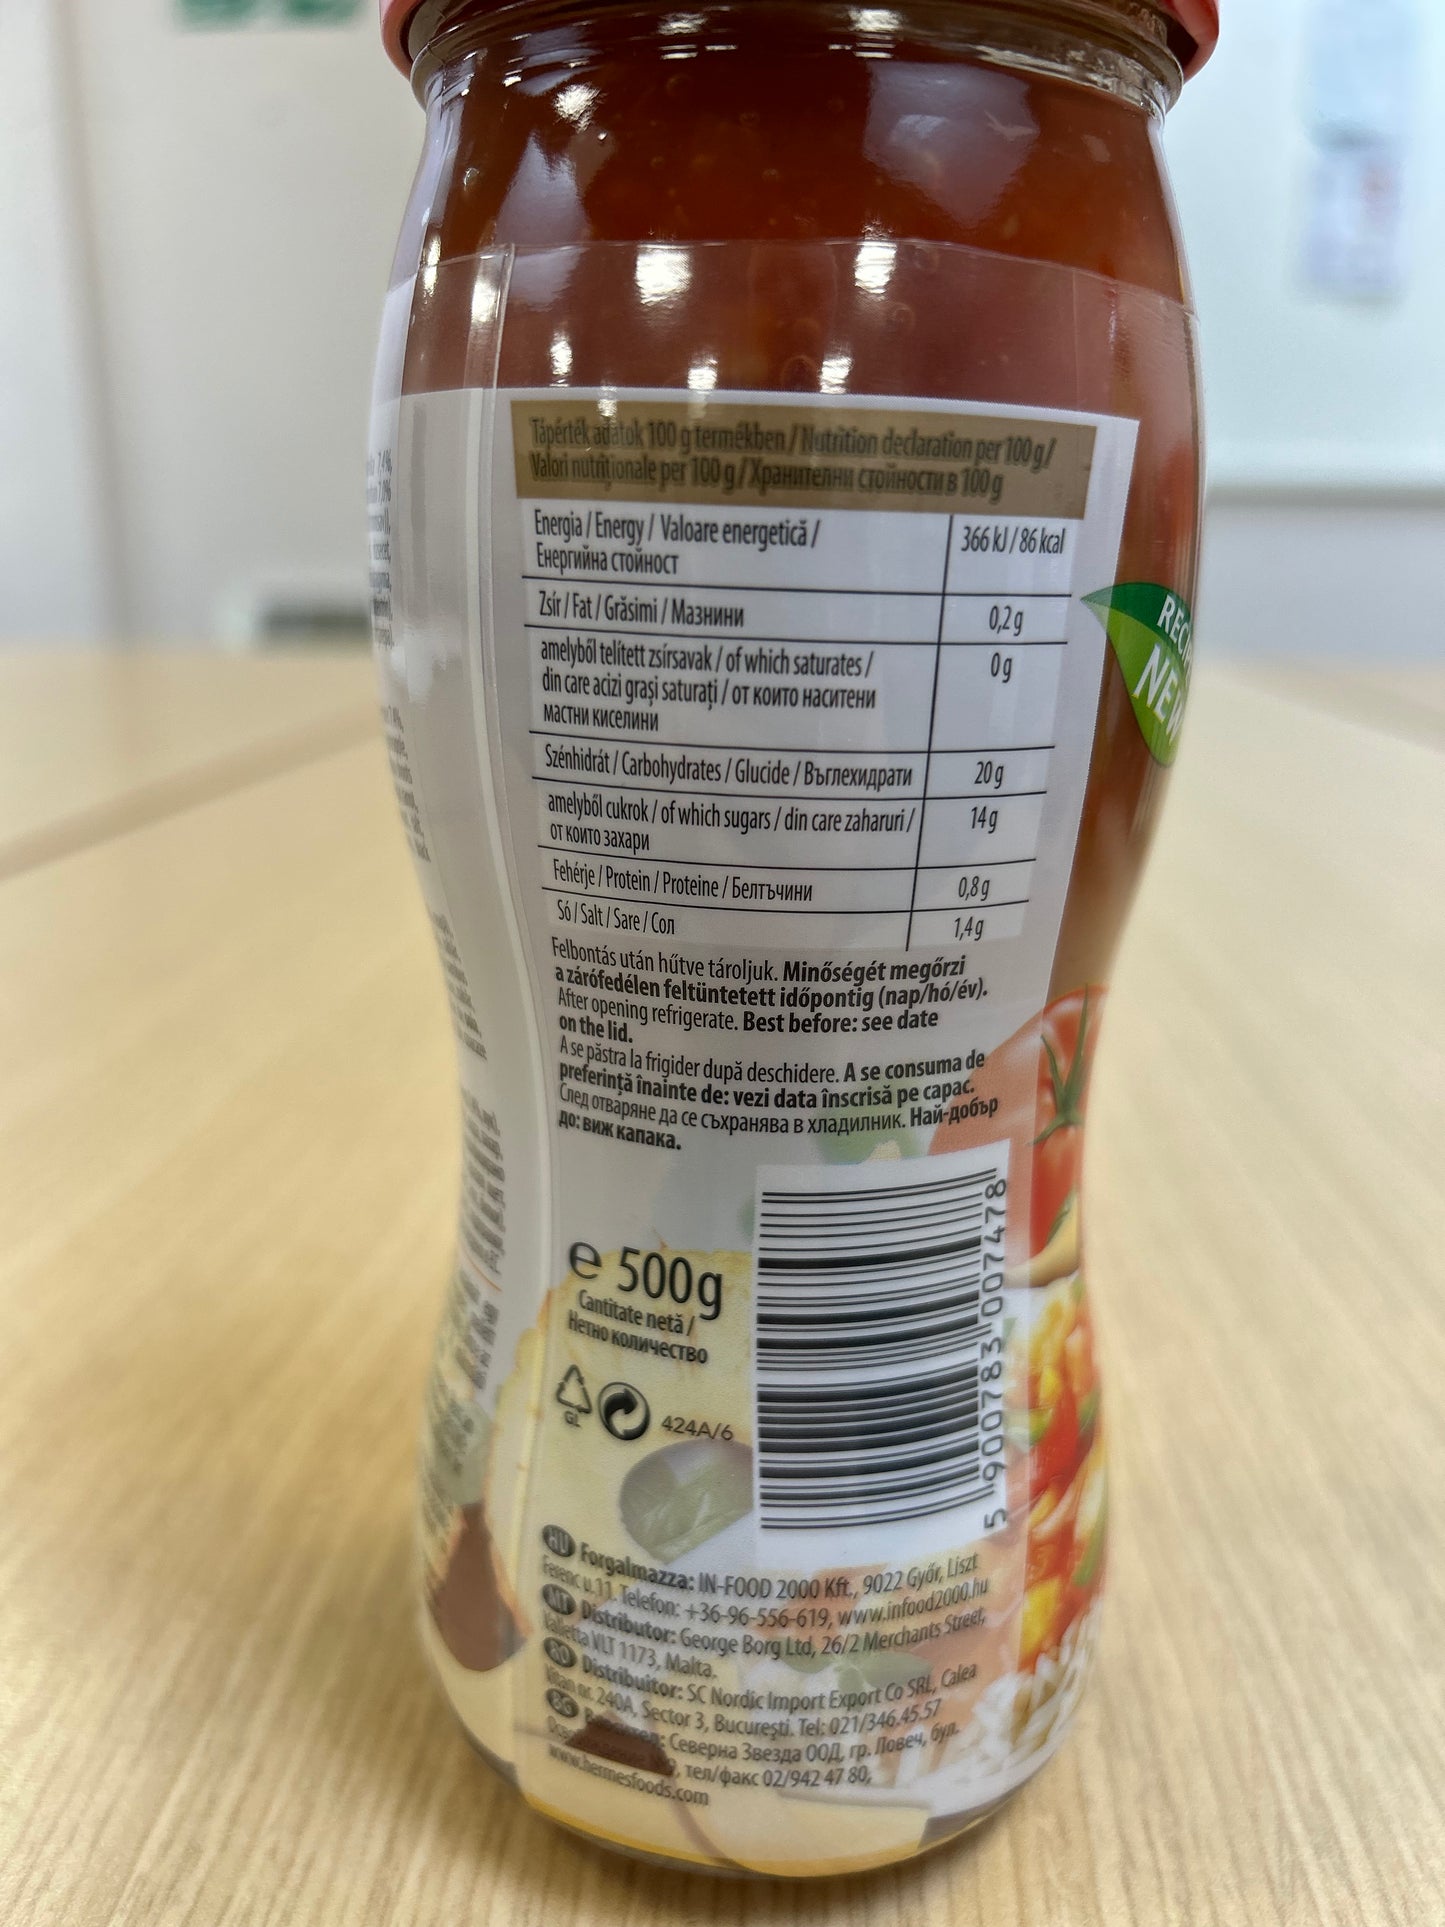 Tápérték adatok 100 g termékben / Nutrition declaration per 100 g /
Valori nutriționale per 100 g / Хранителни стойности в 100 g
Energia / Energy / Valoare energetică /
Енергийна стойност
366 kJ / 86 kcal
Zsír / Fat / Grăsimi / Мазнини
0,2 g
amelyből telített zsírsavak / of which saturates /
din care acizi grași saturați / от които наситени
мастни киселини
0 g
Szénhidrát / Carbohydrates / Glucide / Въглехидрати
20 g
amelyből cukrok / of which sugars / din care zaharuri /
от които захари
14 g
Fehérje / Protein / Proteine / Белтъчини
0,8 g
Só / Salt / Sare / Сол
1,4 g
Felbontás után hűtve tároljuk. Minőségét megőrzi
a zárófedélen feltüntetett időpontig (nap/hó/év).
After opening refrigerate. Best before: see date
on the lid.
A se păstra la frigider după deschidere. A se consuma de
preferință înainte de: vezi data înscrisă pe capac.
След отваряне да се съхранява в хладилник. Най-добър
до: виж капака.
e 500g
Cantitate netă /
Нетно количество
GL
424A/6
5 900783 007478
HU Forgalmazza: IN-FOOD 2000 Kft., 9022 Győr, Liszt
Ferenc u. 11. Telefon: +36-96-556-619, www.infood2000.hu
MT Distributor: George Borg Ltd, 26/2 Merchants Street,
Valletta VLT 1173, Malta.
RO Distribuitor: SC Nordic Import Export Co SRL, Calea
Vitan nr. 240A, Sector 3, București. Tel: 021/346.45.57
BG Северна Звезда ООД, гр. Ловеч, бул.
тел/факс 02/942 47 80,
www.hermesfoods.com